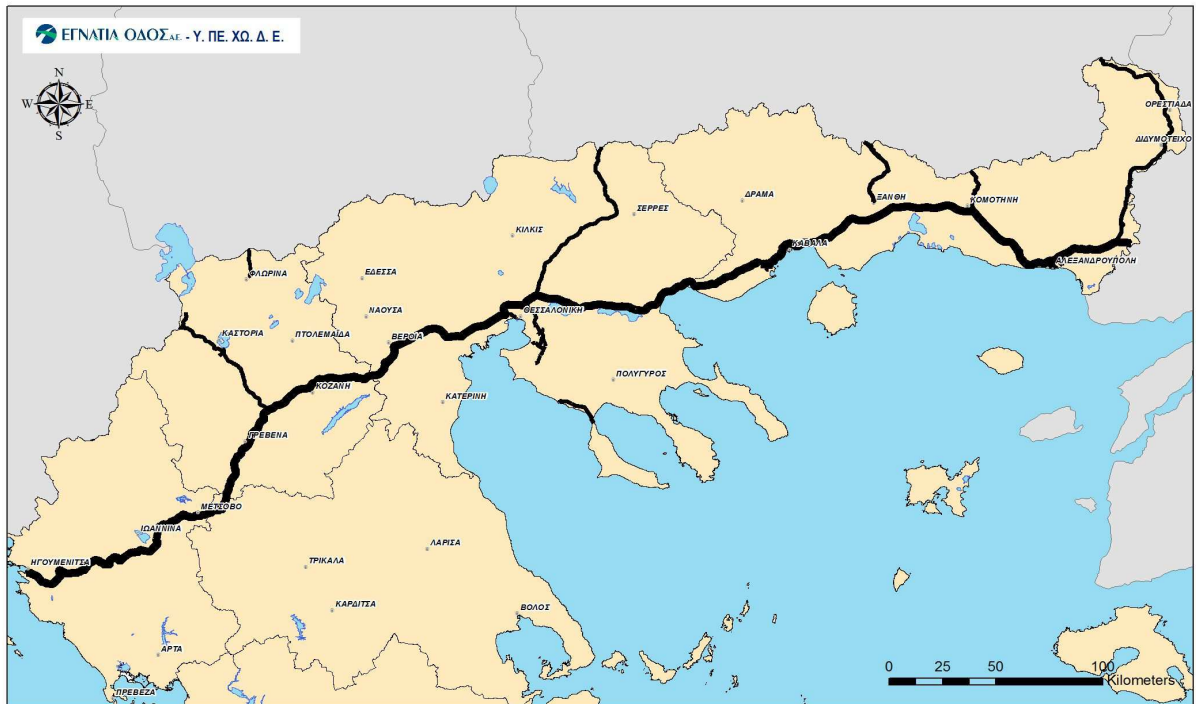 ΕΓΝΑΤΙΑ ΟΔΟΣ Α.Ε. - Υ. ΠΕ. ΧΩ. Δ. Ε.
N
W E
S
ΟΡΕΣΤΙΑΔΑ
ΔΙΔΥΜΟΤΕΙΧΟ
ΔΡΑΜΑ
ΞΑΝΘΗ
ΚΟΜΟΤΗΝΗ
ΣΕΡΡΕΣ
ΚΙΛΚΙΣ
ΚΑΒΑΛΑ
ΑΛΕΞΑΝΔΡΟΥΠΟΛΗ
ΦΛΩΡΙΝΑ
ΕΔΕΣΣΑ
ΝΑΟΥΣΑ
ΘΕΣΣΑΛΟΝΙΚΗ
ΚΑΣΤΟΡΙΑ
ΠΤΟΛΕΜΑΪΔΑ
ΒΕΡΟΙΑ
ΠΟΛΥΓΥΡΟΣ
ΚΟΖΑΝΗ
ΚΑΤΕΡΙΝΗ
ΓΡΕΒΕΝΑ
ΜΕΤΣΟΒΟ
ΙΩΑΝΝΙΝΑ
ΗΓΟΥΜΕΝΙΤΣΑ
ΛΑΡΙΣΑ
ΤΡΙΚΑΛΑ
ΚΑΡΔΙΤΣΑ
ΒΟΛΟΣ
ΑΡΤΑ
ΠΡΕΒΕΖΑ
0 25 50 100
Kilometers